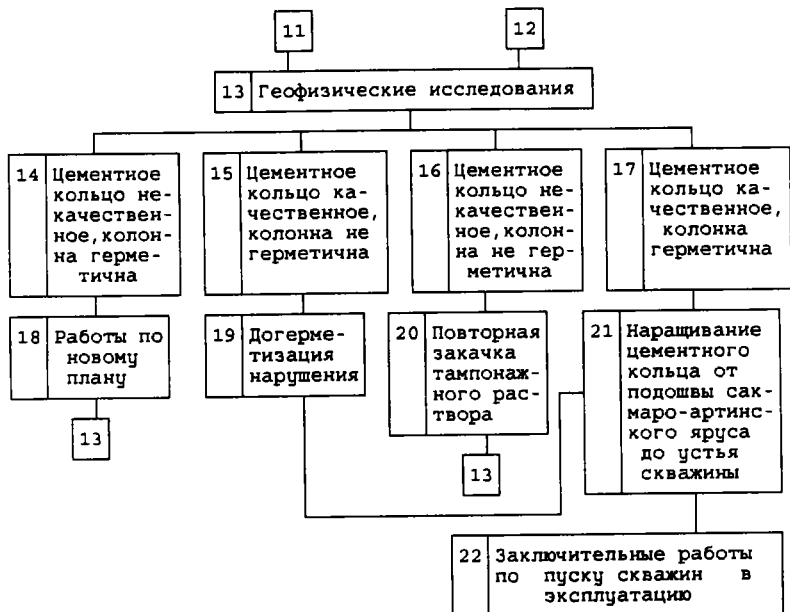 11
12
13 Геофизические исследования
14 Цементное
кольцо не-
качествен-
ное, колон-
на герме-
тична
15 Цементное
кольцо ка-
чественное,
колонна не
герметична
16 Цементное
кольцо не-
качествен-
ное, колон-
на не гер-
метична
17 Цементное
кольцо ка-
чественное,
колонна
герметична
18 Работы по
новому
плану
13
19 Догерме-
тизация
нарушения
20 Повторная
закачка
тампонаж-
ного раст-
вора
13
21 Наращивание
цементного
кольца от
подошвы сак-
маро-артинс-
кого яруса
до устья
скважины
22 Заключительные работы
по пуску скважин в
эксплуатацию